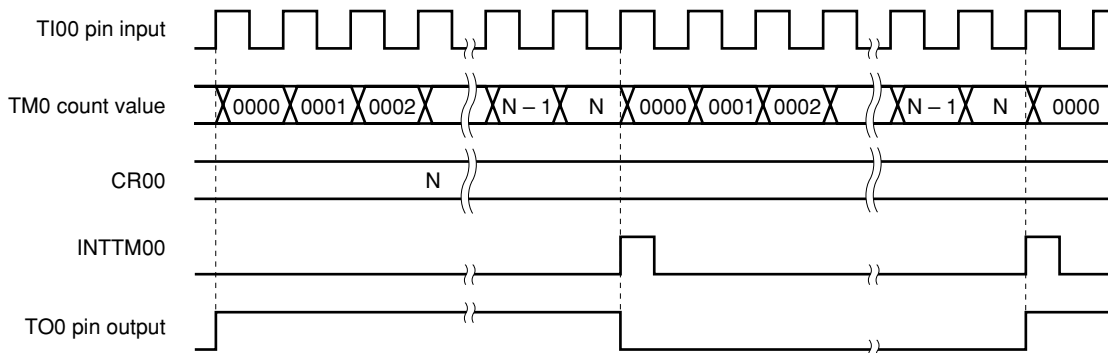 TI00 pin input
TM0 count value 0000 0001 0002 N – 1 N 0000 0001 0002 N – 1 N 0000
CR00 N
INTTM00
TO0 pin output